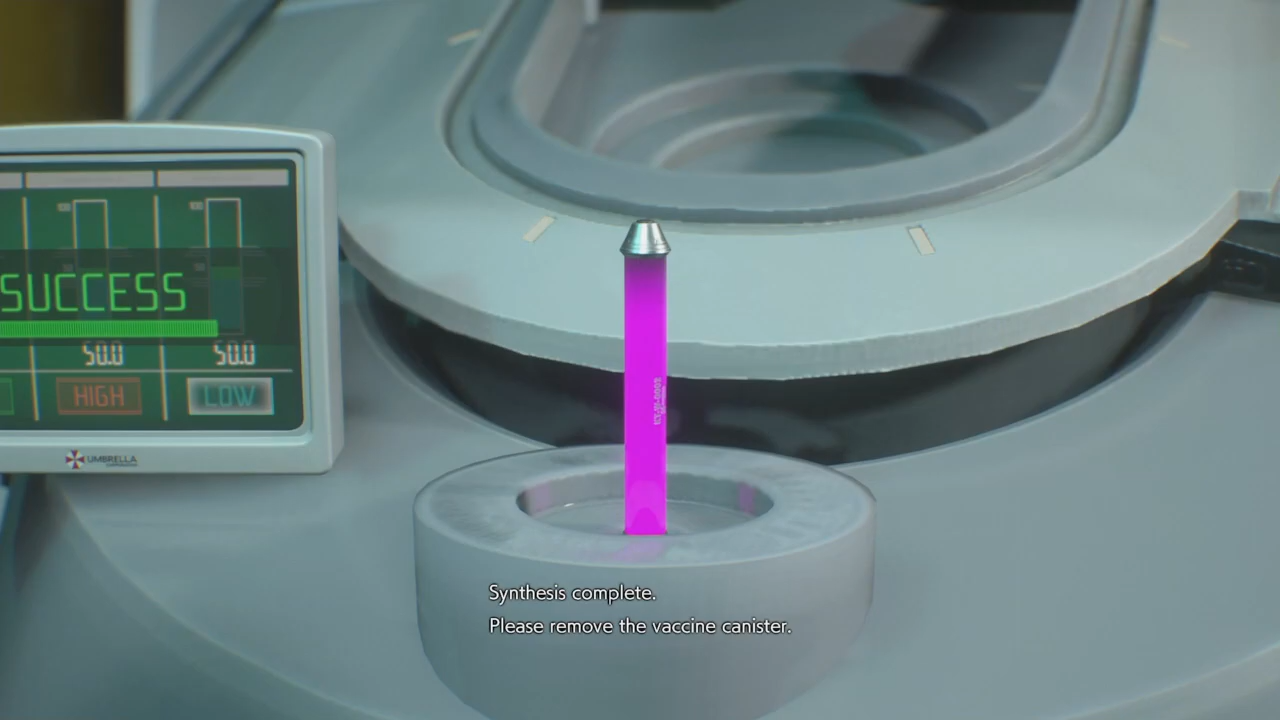 SUCCESS
50.0
50.0
HIGH
LOW
UMBRELLA
Synthesis complete.
Please remove the vaccine canister.